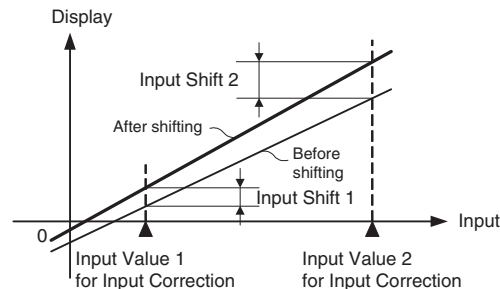 Display
Input Shift 2
After shifting
Before
shifting
Input Shift 1
0
Input
Input Value 1
for Input Correction
Input Value 2
for Input Correction